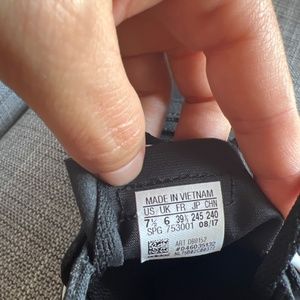 MADE IN VIETNAM
US UK FR JP CHN
7½ 6 39⅓ 245 240
SPG 753001 08/17
ART DB0152